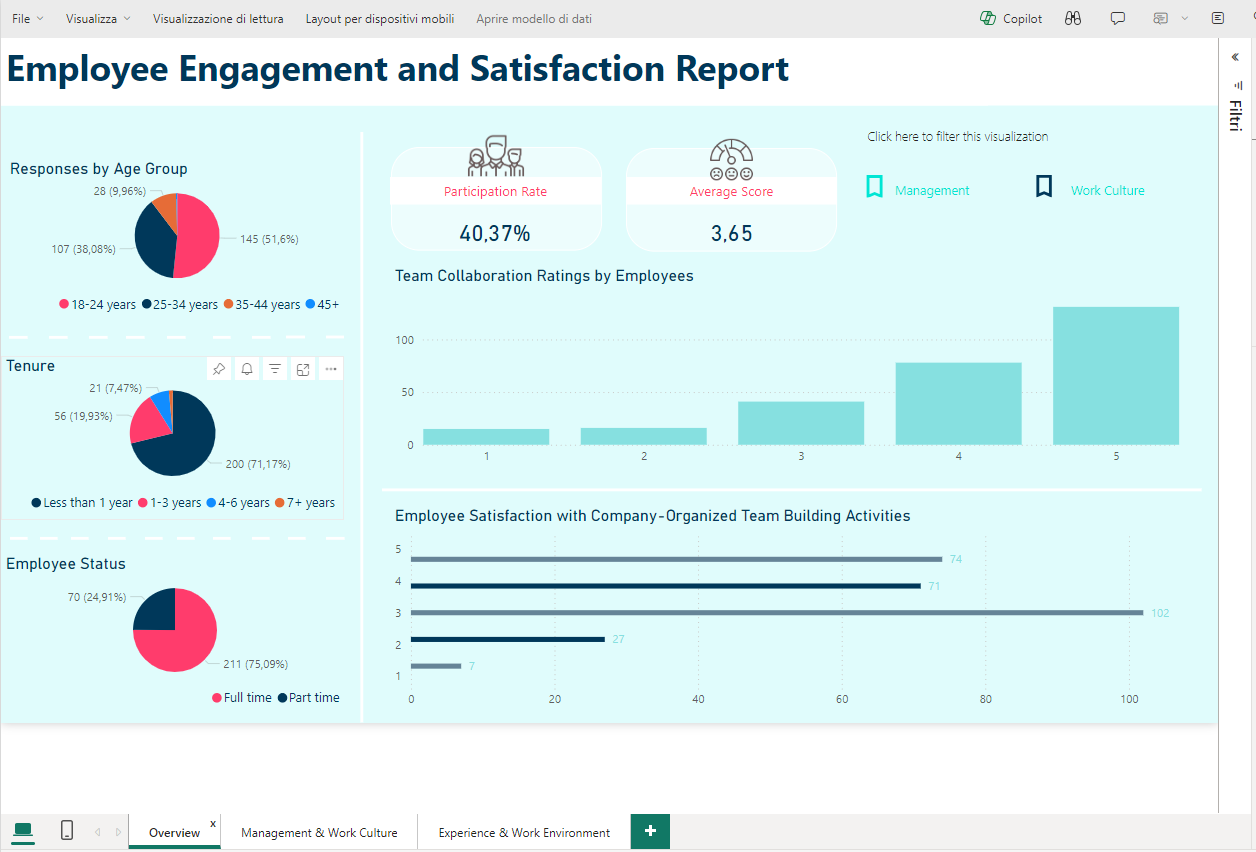 File Visualizza Visualizzazione di lettura Layout per dispositivi mobili Aprire modello di dati Copilot
Employee Engagement and Satisfaction Report
Filtri
Responses by Age Group
28 (9,96%)
145 (51,6%)
107 (38,08%)
18-24 years 25-34 years 35-44 years 45+
Tenure
21 (7,47%)
56 (19,93%)
200 (71,17%)
Less than 1 year 1-3 years 4-6 years 7+ years
Employee Status
70 (24,91%)
211 (75,09%)
Full time Part time
Participation Rate
40,37%
Average Score
3,65
Click here to filter this visualization
Management Work Culture
Team Collaboration Ratings by Employees
100
50
0
1 2 3 4 5
Employee Satisfaction with Company-Organized Team Building Activities
5 74
4 71
3 102
2 27
1 7
0 20 40 60 80 100
Overview x Management & Work Culture Experience & Work Environment +